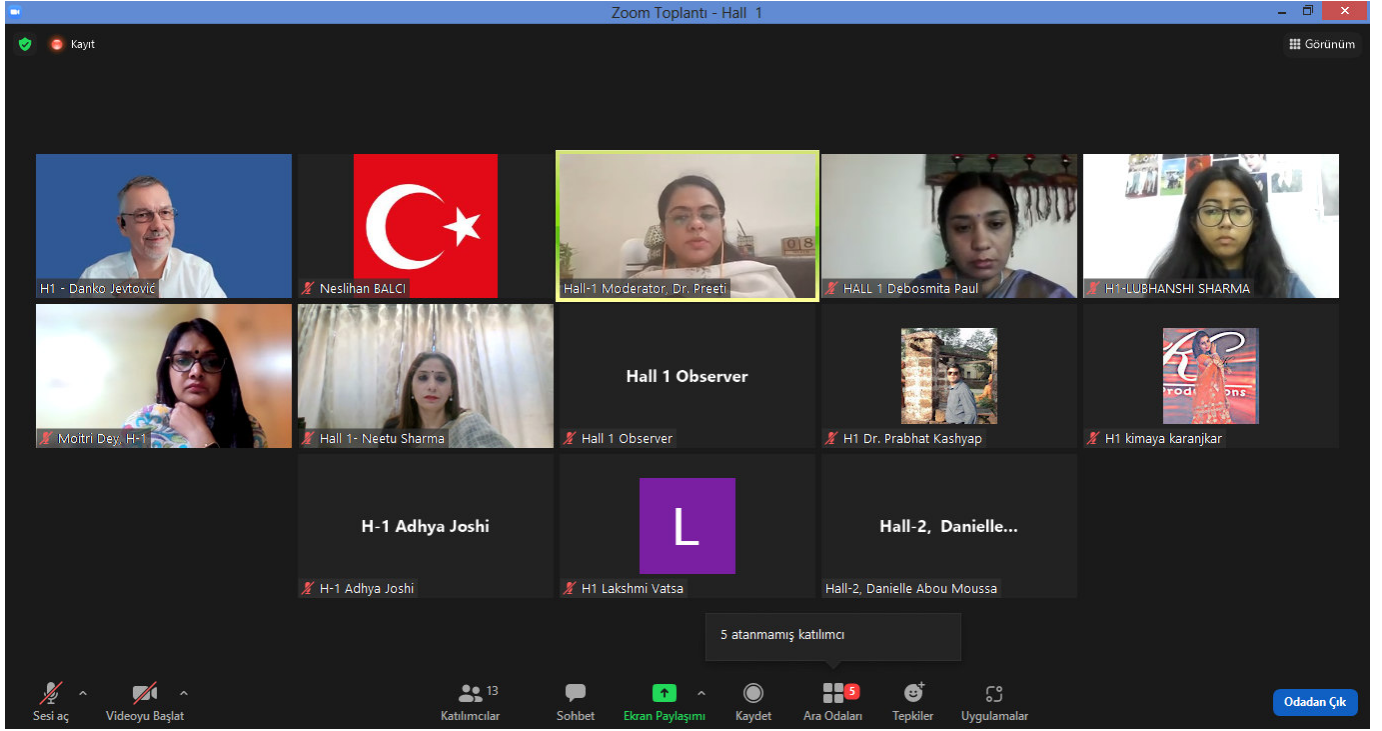 Zoom Toplantı - Hall 1
Kayıt
Görünüm
H1 - Danko Jevtović
Neslihan BALCI
018
Hall-1 Moderator, Dr. Preeti
HALL 1 Debosmita Paul
H1-LUBHANSHI SHARMA
Moitri Dey, H-1
Hall 1- Neetu Sharma
Hall 1 Observer
Hall 1 Observer
H1 Dr. Prabhat Kashyap
H1 kimaya karanjkar
H-1 Adhya Joshi
H-1 Adhya Joshi
L
H1 Lakshmi Vatsa
Hall-2, Danielle...
Hall-2, Danielle Abou Moussa
5 atanmamış katılımcı
Sesi aç
Videoyu Başlat
13
Katılımcılar
Sohbet
Ekran Paylaşımı
Kaydet
5
Ara Odaları
Tepkiler
Uygulamalar
Odadan Çık